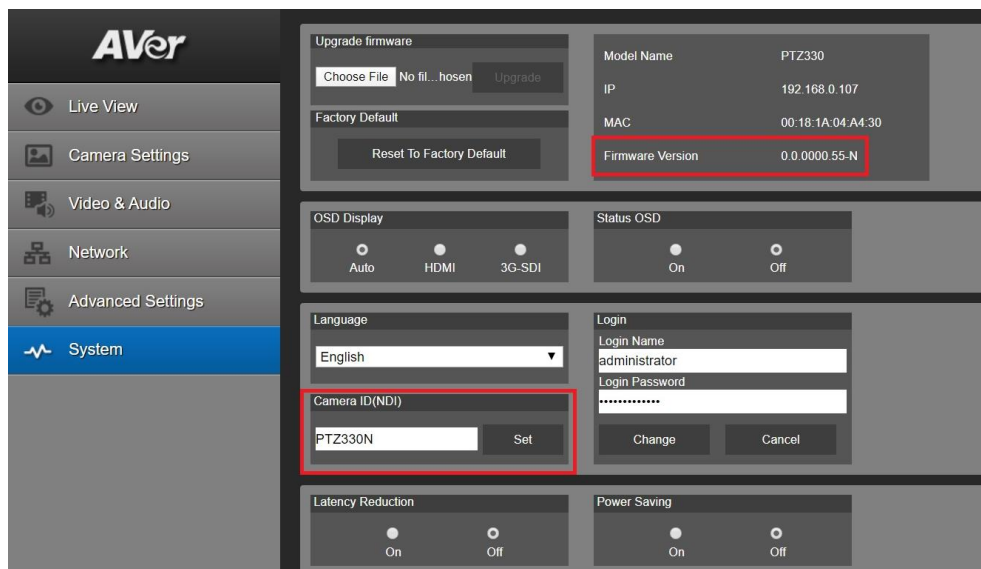 AVer
Live View
Camera Settings
Video & Audio
Network
Advanced Settings
System
Upgrade firmware
Choose File No fil...hosen Upgrade
Factory Default
Reset To Factory Default
Model Name PTZ330
IP 192.168.0.107
MAC 00:18:1A:04:A4:30
Firmware Version 0.0.0000.55-N
OSD Display
Auto HDMI 3G-SDI
Status OSD
On Off
Language
English
Camera ID(NDI)
PTZ330N Set
Login
Login Name
administrator
Login Password
•••••••••••••
Change Cancel
Latency Reduction
On Off
Power Saving
On Off